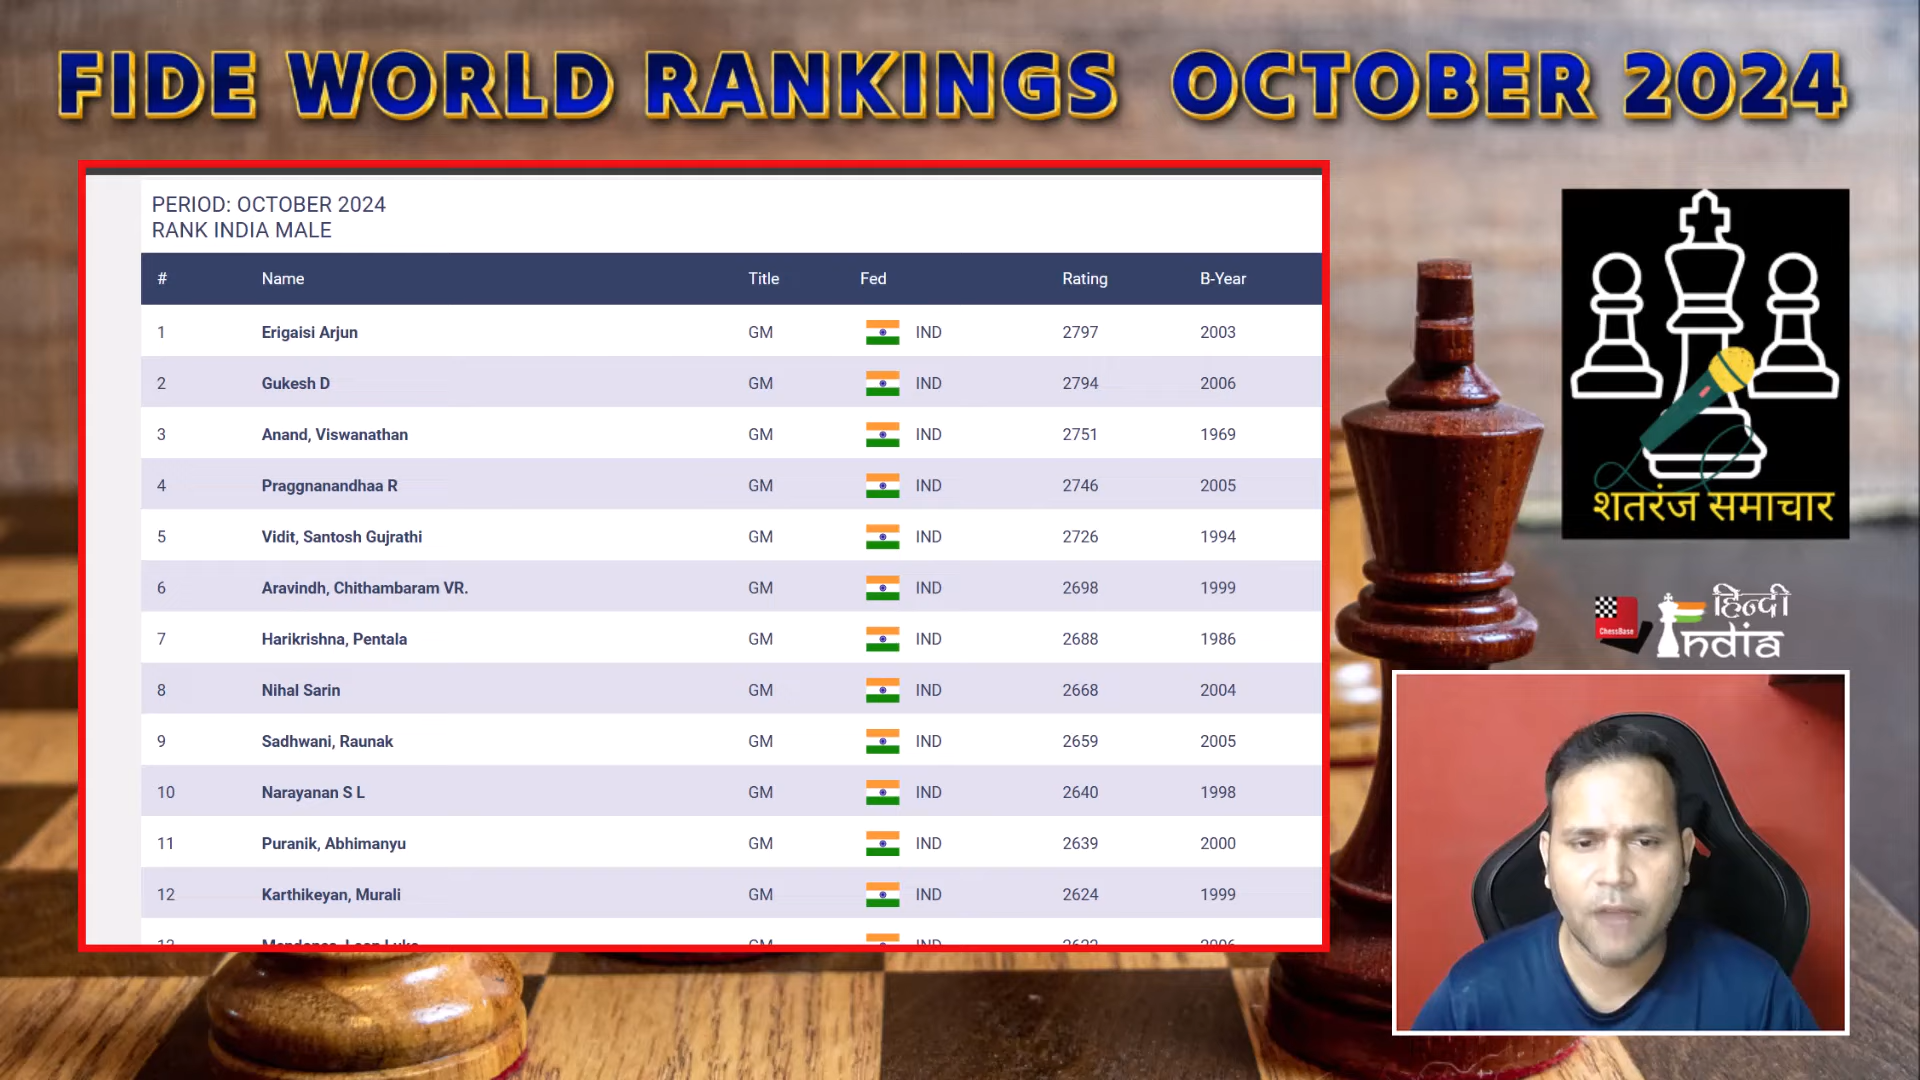 FIDE WORLD RANKINGS OCTOBER 2024
PERIOD: OCTOBER 2024
RANK INDIA MALE
# Name Title Fed Rating B-Year
1 Erigaisi Arjun GM IND 2797 2003
2 Gukesh D GM IND 2794 2006
3 Anand, Viswanathan GM IND 2751 1969
4 Praggnanandhaa R GM IND 2746 2005
5 Vidit, Santosh Gujrathi GM IND 2726 1994
6 Aravindh, Chithambaram VR. GM IND 2698 1999
7 Harikrishna, Pentala GM IND 2688 1986
8 Nihal Sarin GM IND 2668 2004
9 Sadhwani, Raunak GM IND 2659 2005
10 Narayanan S L GM IND 2640 1998
11 Puranik, Abhimanyu GM IND 2639 2000
12 Karthikeyan, Murali GM IND 2624 1999
शतरंज समाचार
ChessBase
हिन्दी
India